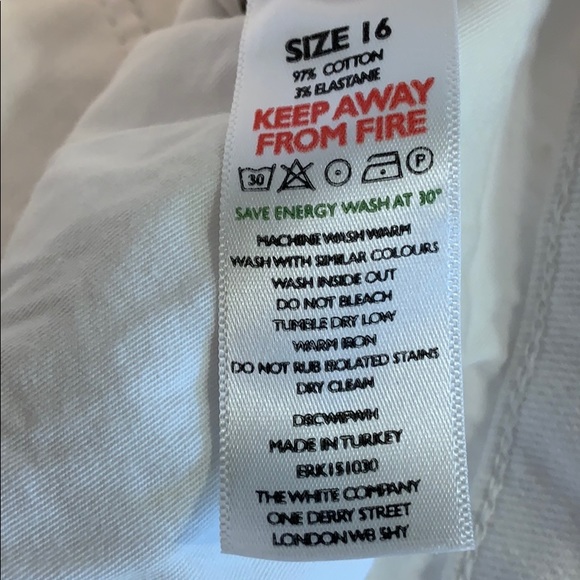 SIZE 16
97% COTTON
3% ELASTANE
KEEP AWAY
FROM FIRE
30 P
SAVE ENERGY WASH AT 30°
MACHINE WASH WARM
WASH WITH SIMILAR COLOURS
WASH INSIDE OUT
DO NOT BLEACH
TUMBLE DRY LOW
WARM IRON
DO NOT RUB ISOLATED STAINS
DRY CLEAN
DBCWFWH
MADE IN TURKEY
ERK151030
THE WHITE COMPANY
ONE DERRY STREET
LONDON W8 5HY